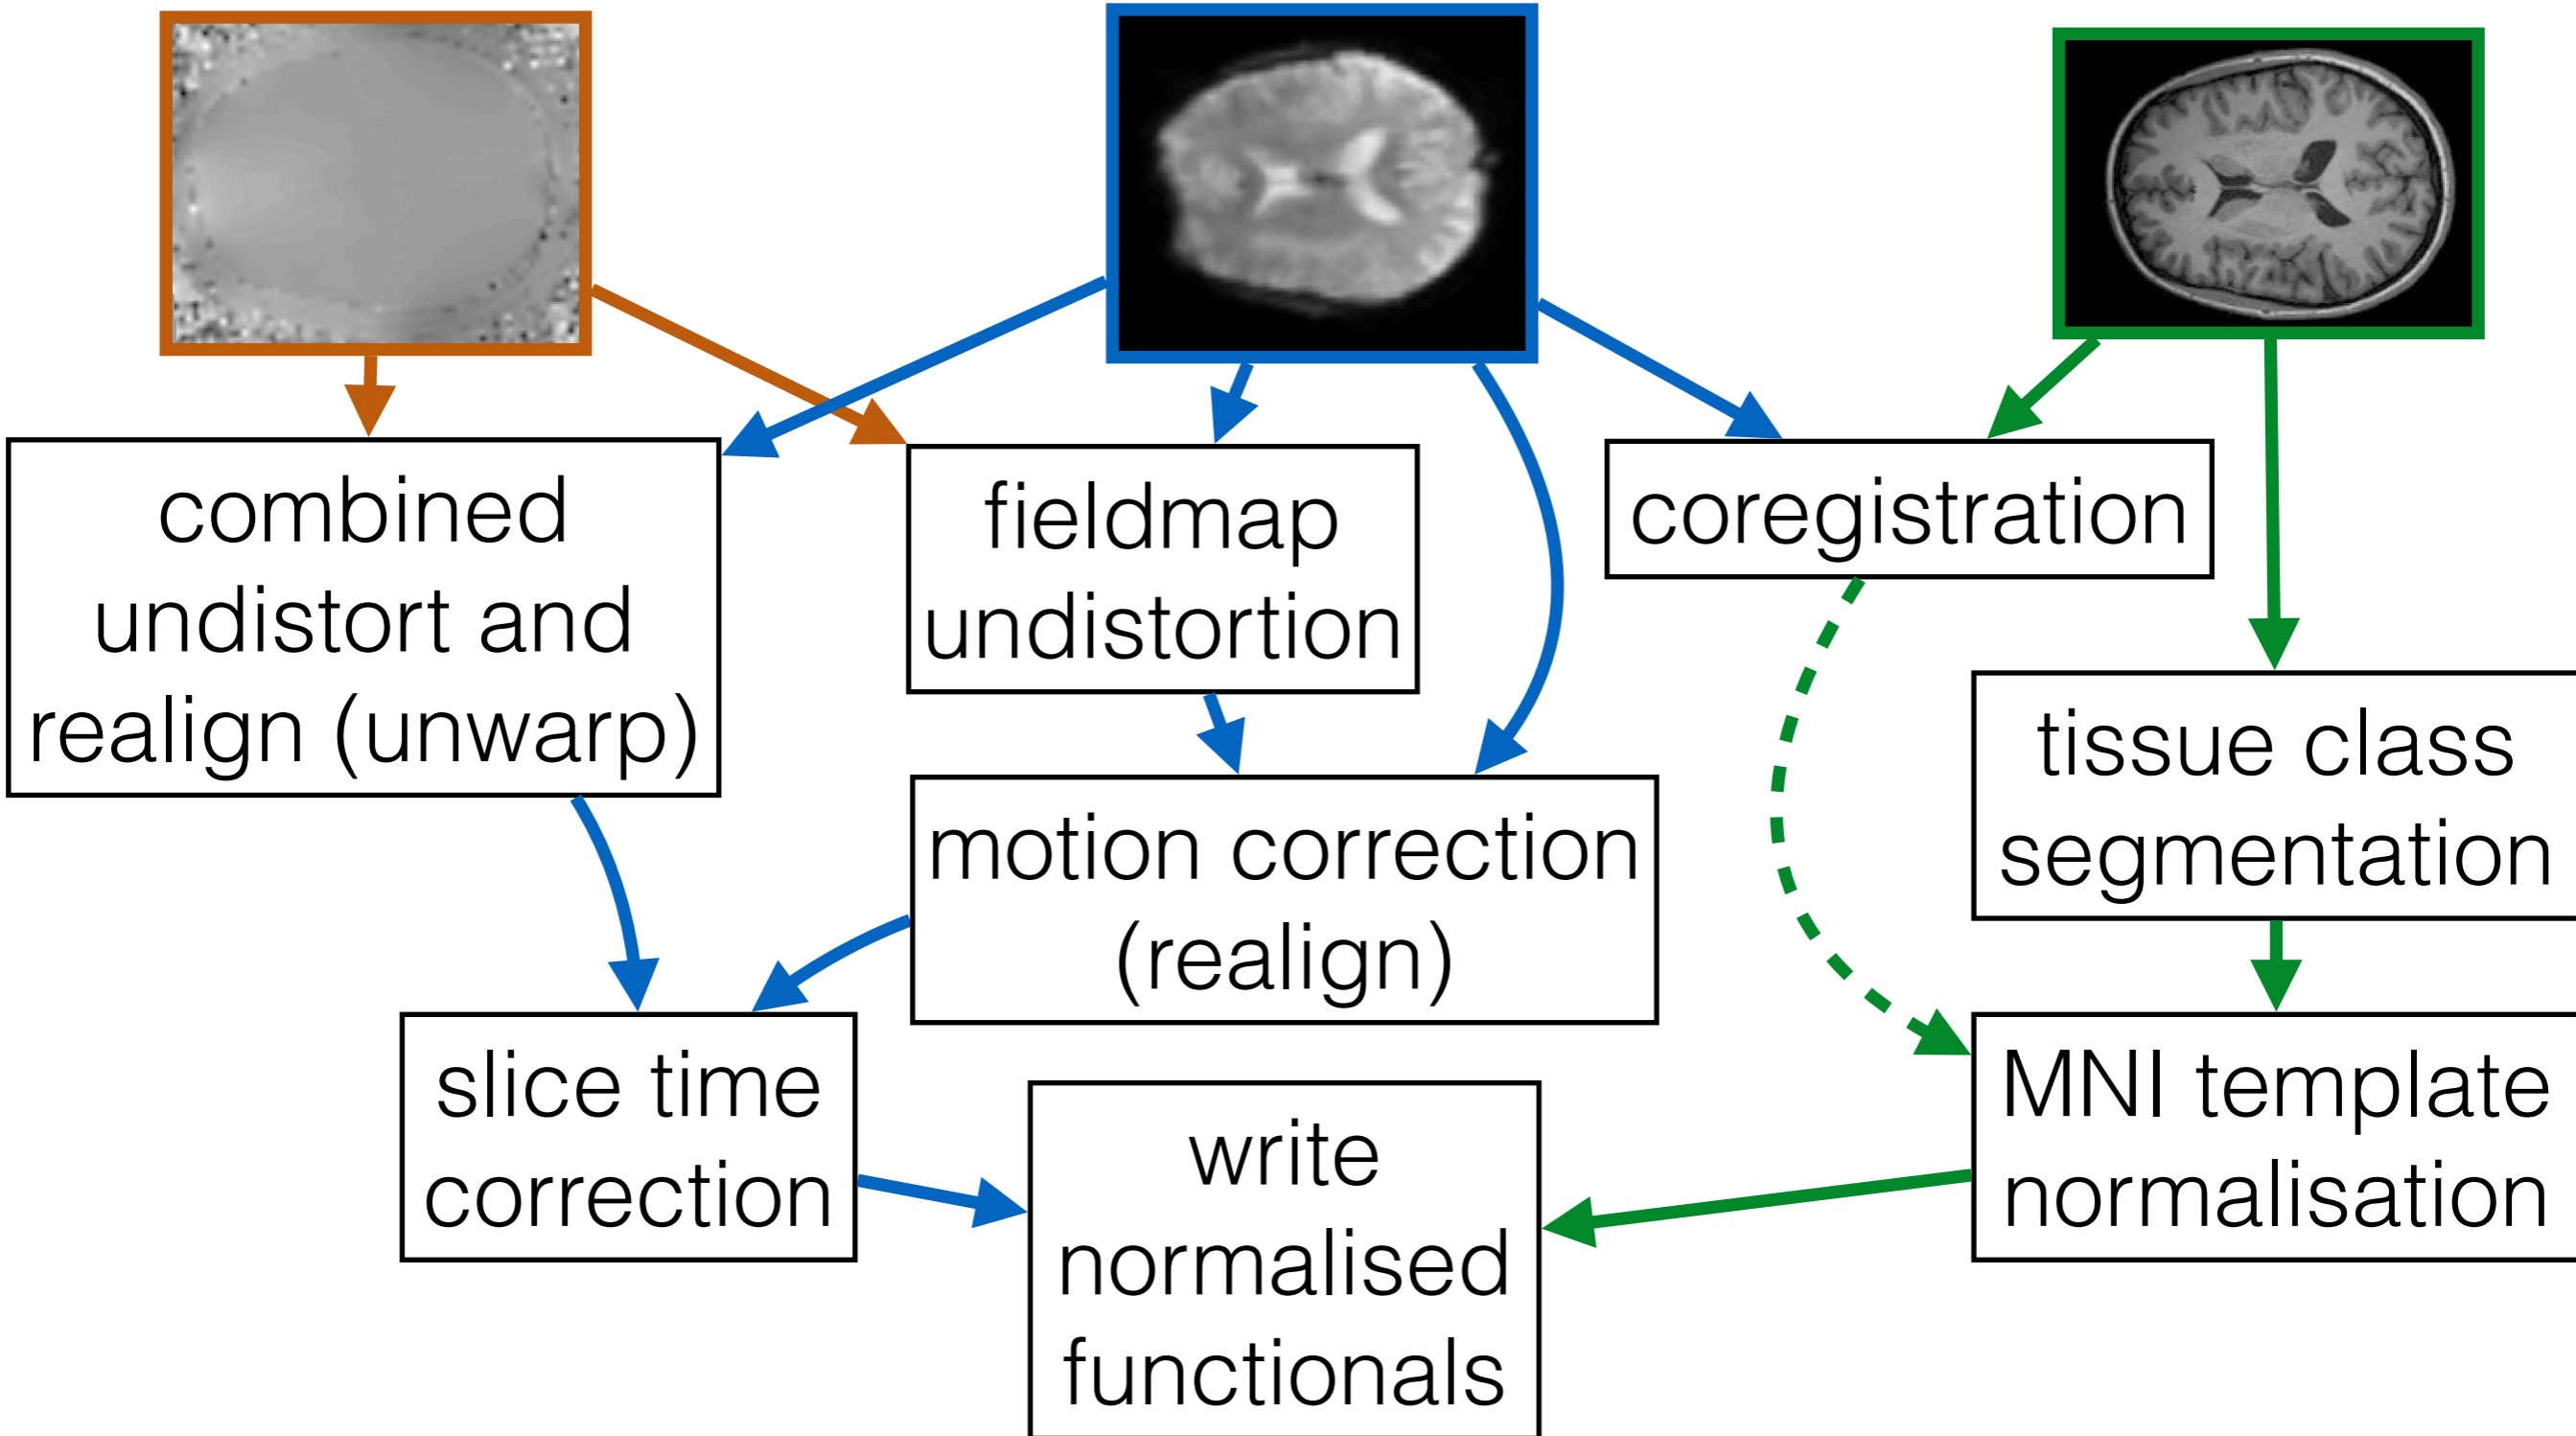 combined
undistort and
realign (unwarp)
fieldmap
undistortion
coregistration
tissue class
segmentation
motion correction
(realign)
slice time
correction
write
normalised
functionals
MNI template
normalisation